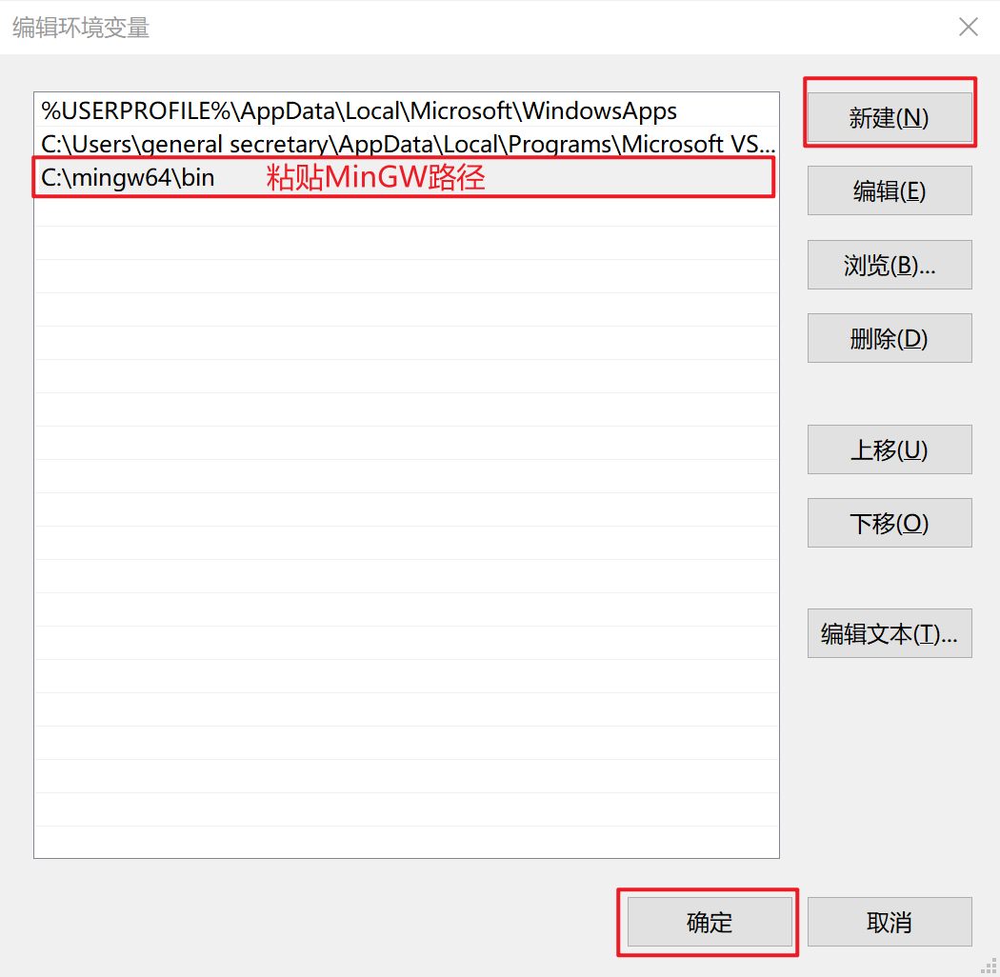 编辑环境变量
%USERPROFILE%\AppData\Local\Microsoft\WindowsApps
C:\Users\general secretary\AppData\Local\Programs\Microsoft VS...
C:\mingw64\bin 粘贴MinGW路径
新建(N)
编辑(E)
浏览(B)...
删除(D)
上移(U)
下移(O)
编辑文本(T)...
确定
取消